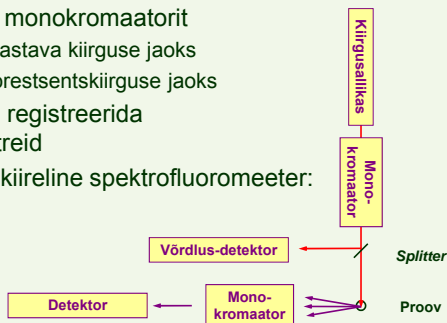 monokromaatorit
astava kiirguse jaoks
orestsentskiirguse jaoks
registreerida
treid
kiireline spektrofluoromeeter:
Kiirgusallikas
Mono-
kromaator
Võrdlus-detektor
Splitter
Detektor
Mono-
kromaator
Proov